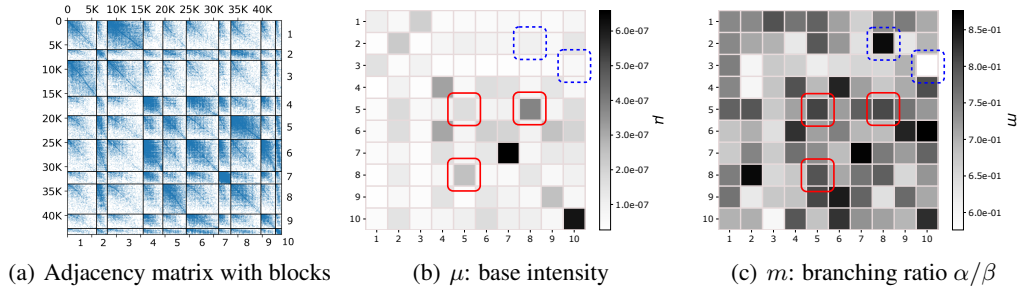 0 5K 10K 15K 20K 25K 30K 35K 40K
0
5K
10K
15K
20K
25K
30K
35K
40K
1
2
3
4
5
6
7
8
9
1 2 3 4 5 6 7 8 9 10
(a) Adjacency matrix with blocks
1
2
3
4
5
6
7
8
9
10
1 2 3 4 5 6 7 8 9 10
6.0e-07
5.0e-07
4.0e-07
3.0e-07
2.0e-07
1.0e-07
μ
(b) μ: base intensity
1
2
3
4
5
6
7
8
9
10
1 2 3 4 5 6 7 8 9 10
8.5e-01
8.0e-01
7.5e-01
7.0e-01
6.5e-01
6.0e-01
m
(c) m: branching ratio α/β